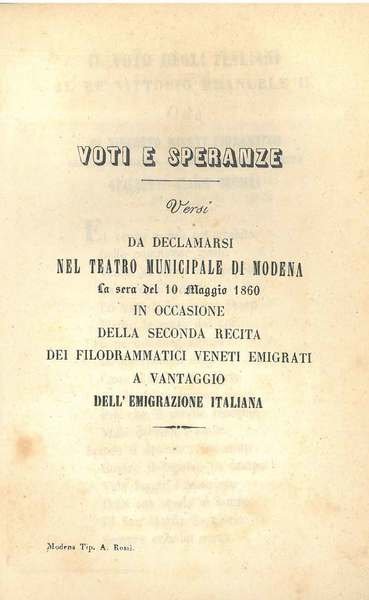 VOTI E SPERANZE
Versi
DA DECLAMARSI
NEL TEATRO MUNICIPALE DI MODENA
La sera del 10 Maggio 1860
IN OCCASIONE
DELLA SECONDA RECITA
DEI FILODRAMMATICI VENETI EMIGRATI
A VANTAGGIO
DELL'EMIGRAZIONE ITALIANA
Modena Tip. A. Rossi.